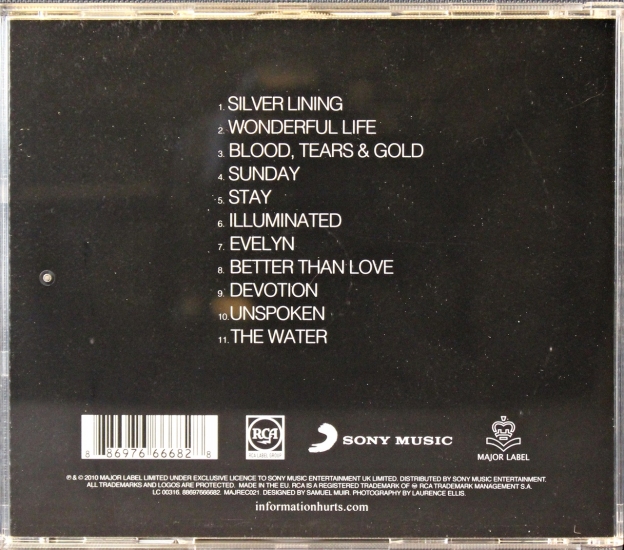 1. SILVER LINING
2. WONDERFUL LIFE
3. BLOOD, TEARS & GOLD
4. SUNDAY
5. STAY
6. ILLUMINATED
7. EVELYN
8. BETTER THAN LOVE
9. DEVOTION
10. UNSPOKEN
11. THE WATER
8 86976 66682 8
RCA
RCA LABEL GROUP
SONY MUSIC
MAJOR LABEL
℗ & © 2010 MAJOR LABEL LIMITED UNDER EXCLUSIVE LICENCE TO SONY MUSIC ENTERTAINMENT UK LIMITED. DISTRIBUTED BY SONY MUSIC ENTERTAINMENT.
ALL TRADEMARKS AND LOGOS ARE PROTECTED. MADE IN THE EU. RCA IS A REGISTERED TRADEMARK OF RCA TRADEMARK MANAGEMENT S.A.
LC 00316. 88697666682. MAJREC021. DESIGNED BY SAMUEL MUIR. PHOTOGRAPHY BY LAURENCE ELLIS.
informationhurts.com